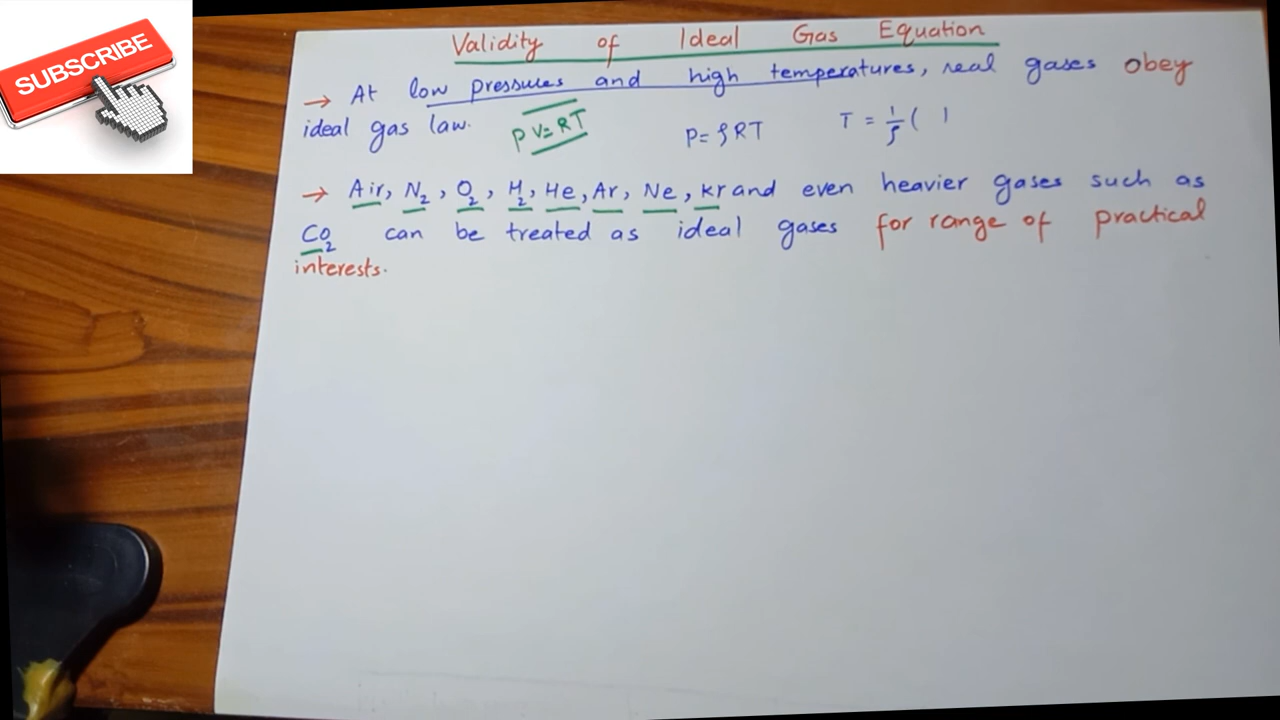 SUBSCRIBE
Validity of Ideal Gas Equation
→ At low pressures and high temperatures, real gases obey
ideal gas law. PV=RT P=ρRT T=1/ρ( )
→ Air, N₂, O₂, H₂, He, Ar, Ne, kr and even heavier gases such as
Co₂ can be treated as ideal gases for range of practical
interests.